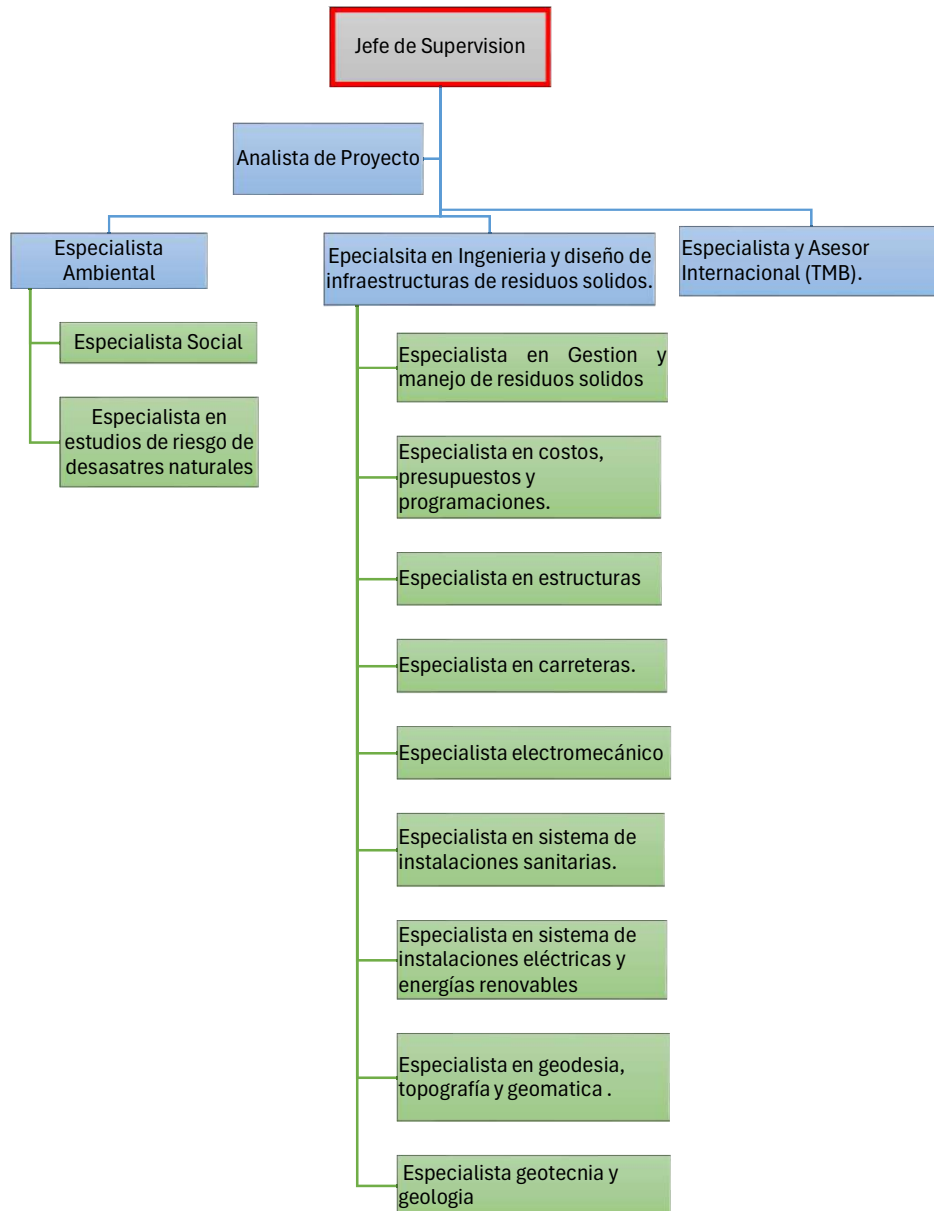 Jefe de Supervision
Analista de Proyecto
Especialista
Ambiental
Epecialsita en Ingenieria y diseño de
infraestructuras de residuos solidos.
Especialista y Asesor
Internacional (TMB).
Especialista Social
Especialista en
estudios de riesgo de
desasatres naturales
Especialista en Gestion y
manejo de residuos solidos
Especialista en costos,
presupuestos y
programaciones.
Especialista en estructuras
Especialista en carreteras.
Especialista electromecánico
Especialista en sistema de
instalaciones sanitarias.
Especialista en sistema de
instalaciones eléctricas y
energías renovables
Especialista en geodesia,
topografía y geomatica .
Especialista geotecnia y
geologia